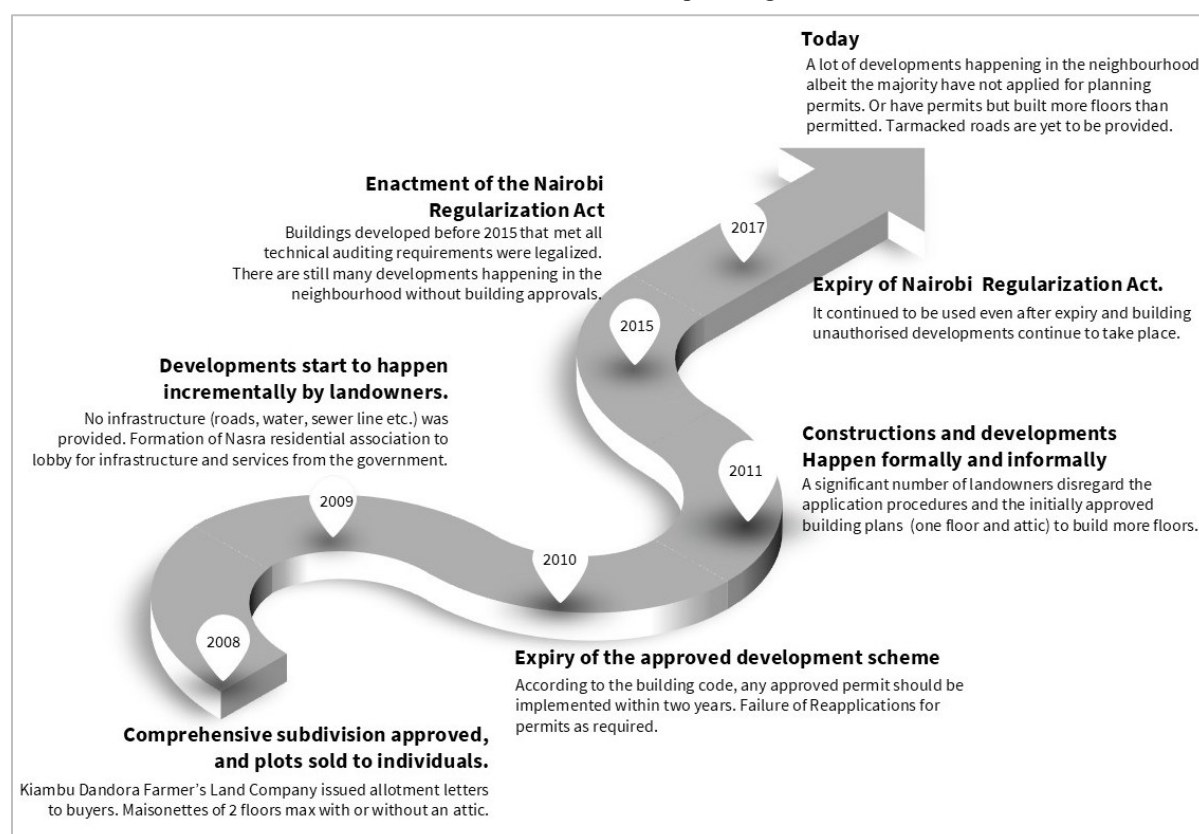 Today
A lot of developments happening in the neighbourhood
albeit the majority have not applied for planning
permits. Or have permits but built more floors than
permitted. Tarmacked roads are yet to be provided.
Enactment of the Nairobi
Regularization Act
Buildings developed before 2015 that met all
technical auditing requirements were legalized.
There are still many developments happening in the
neighbourhood without building approvals.
2017
Expiry of Nairobi Regularization Act.
It continued to be used even after expiry and building
unauthorised developments continue to take place.
2015
Developments start to happen
incrementally by landowners.
No infrastructure (roads, water, sewer line etc.) was
provided. Formation of Nasra residential association to
lobby for infrastructure and services from the government.
Constructions and developments
Happen formally and informally
A significant number of landowners disregard the
application procedures and the initially approved
building plans (one floor and attic) to build more floors.
2011
2009
2010
2008
Expiry of the approved development scheme
According to the building code, any approved permit should be
implemented within two years. Failure of Reapplications for
permits as required.
Comprehensive subdivision approved,
and plots sold to individuals.
Kiambu Dandora Farmer's Land Company issued allotment letters
to buyers. Maisonettes of 2 floors max with or without an attic.